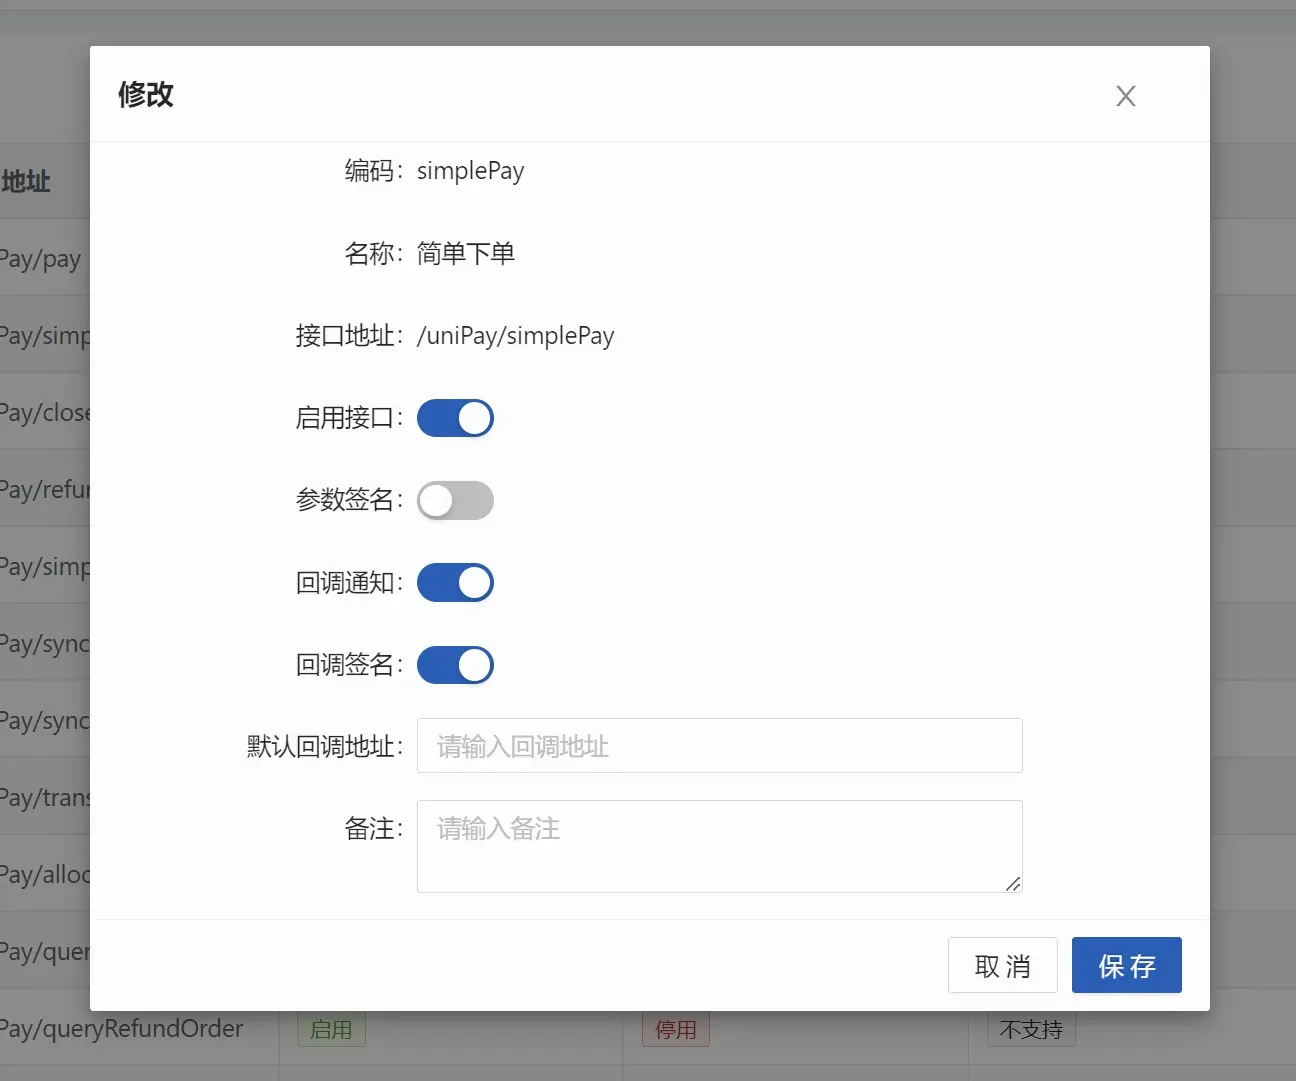 修改
编码：simplePay
名称：简单下单
接口地址：/uniPay/simplePay
启用接口：
参数签名：
回调通知：
回调签名：
默认回调地址：请输入回调地址
备注：请输入备注
取 消 保 存
地址
Pay/pay
Pay/simp
Pay/close
Pay/refu
Pay/simp
Pay/sync
Pay/sync
Pay/trans
Pay/alloc
Pay/quer
Pay/queryRefundOrder 启用 停用 不支持